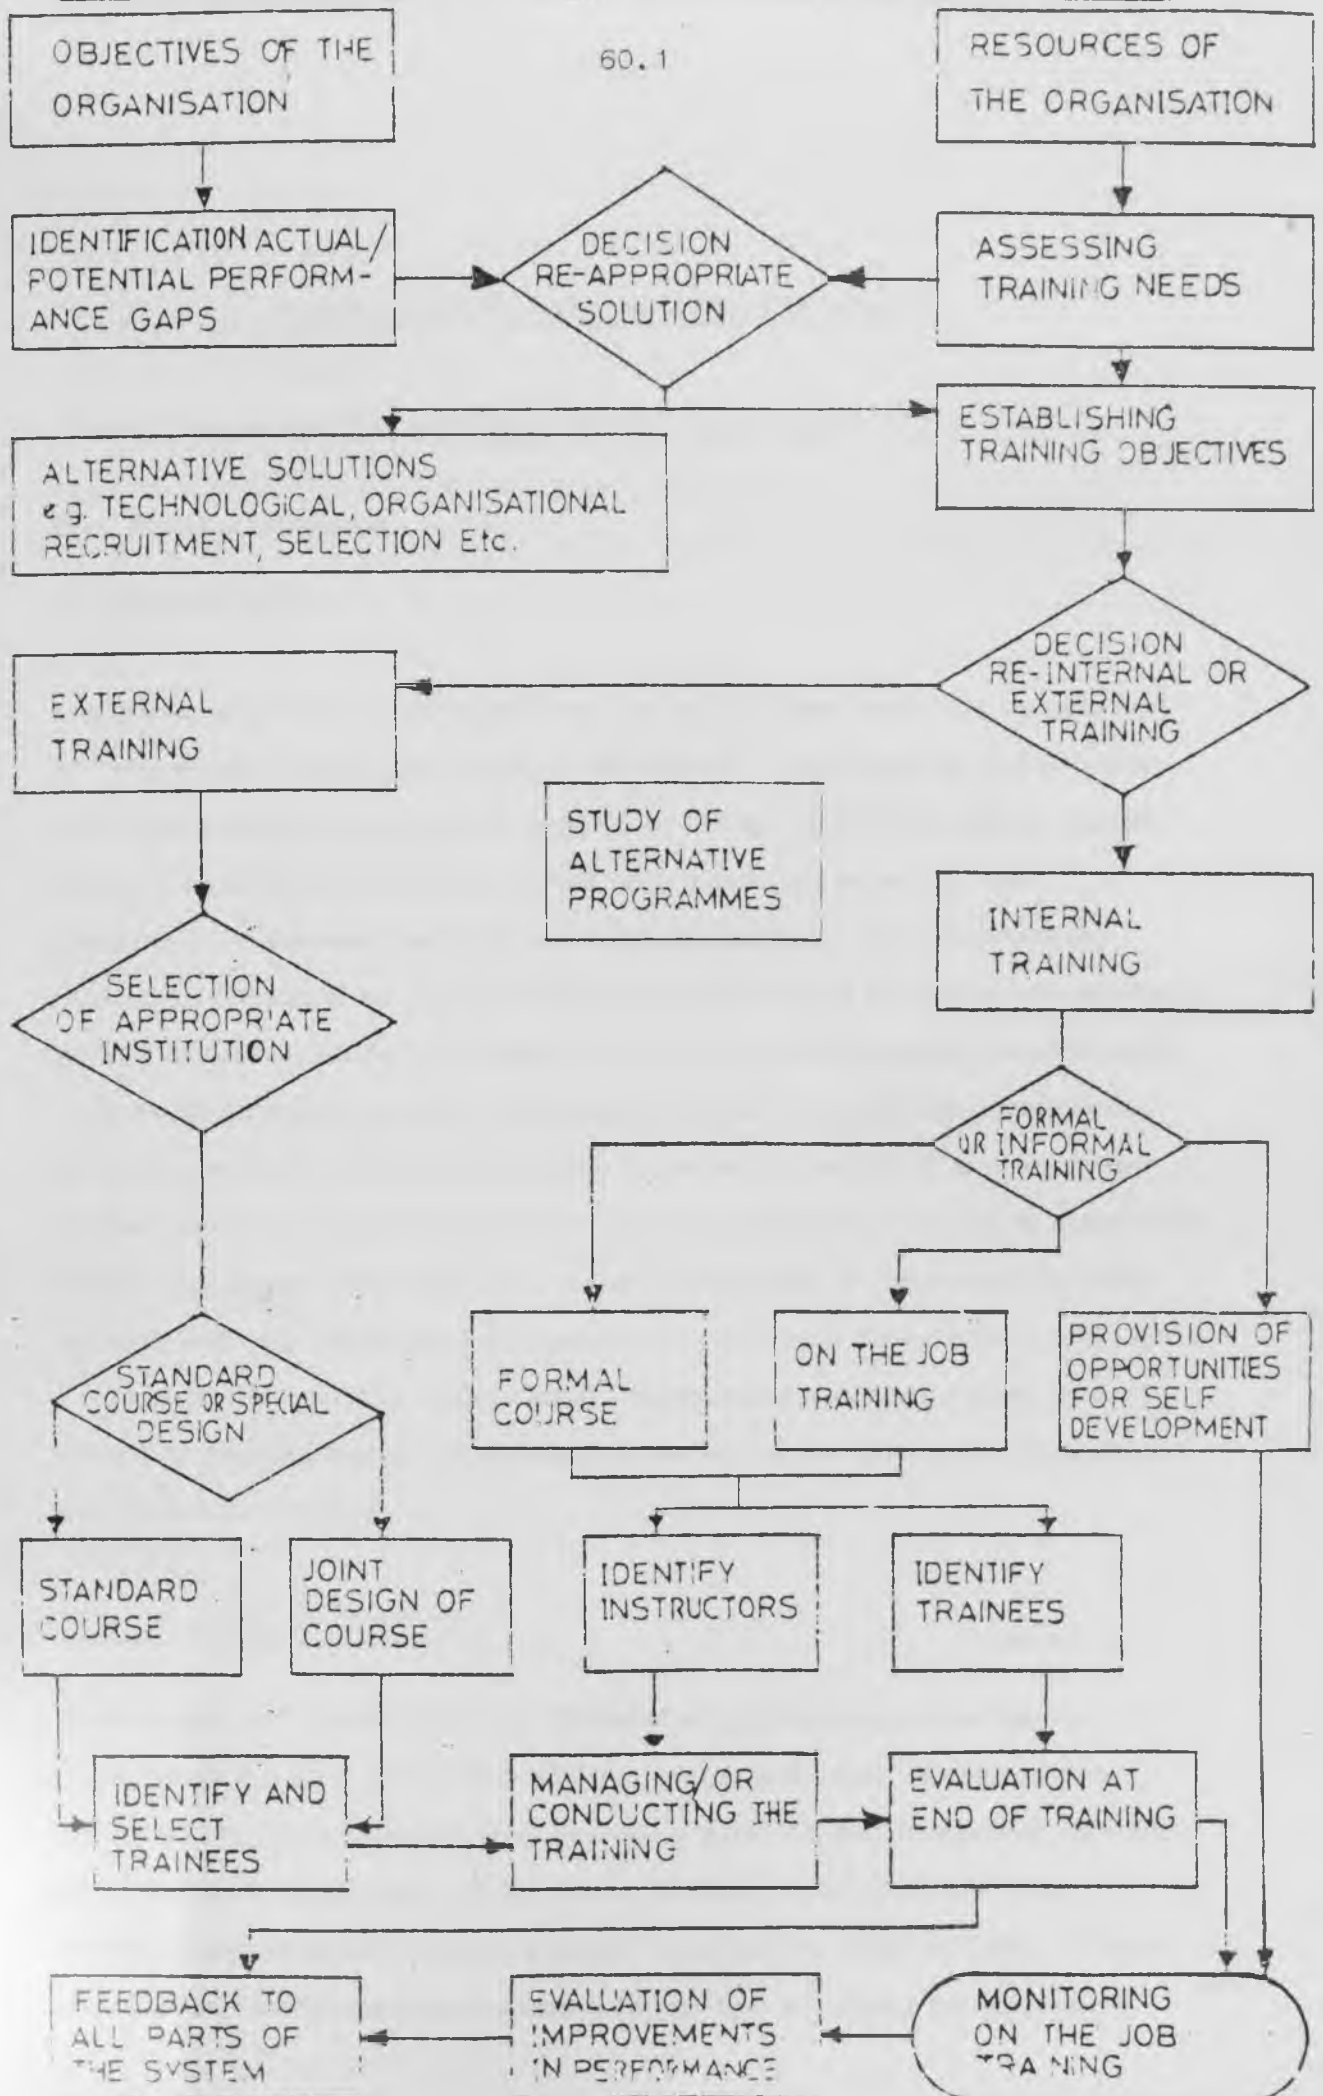 OBJECTIVES OF THE
ORGANISATION
60.1
RESOURCES OF
THE ORGANISATION
IDENTIFICATION ACTUAL/
POTENTIAL PERFORM-
ANCE GAPS
DECISION
RE-APPROPRIATE
SOLUTION
ASSESSING
TRAINING NEEDS
ALTERNATIVE SOLUTIONS
e g. TECHNOLOGICAL, ORGANISATIONAL
RECRUITMENT, SELECTION Etc.
ESTABLISHING
TRAINING OBJECTIVES
DECISION
RE-INTERNAL OR
EXTERNAL
TRAINING
EXTERNAL
TRAINING
STUDY OF
ALTERNATIVE
PROGRAMMES
INTERNAL
TRAINING
SELECTION
OF APPROPRIATE
INSTITUTION
FORMAL
OR INFORMAL
TRAINING
STANDARD
COURSE OR SPECIAL
DESIGN
FORMAL
COURSE
ON THE JOB
TRAINING
PROVISION OF
OPPORTUNITIES
FOR SELF
DEVELOPMENT
STANDARD
COURSE
JOINT
DESIGN OF
COURSE
IDENTIFY
INSTRUCTORS
IDENTIFY
TRAINEES
IDENTIFY AND
SELECT
TRAINEES
MANAGING/OR
CONDUCTING THE
TRAINING
EVALUATION AT
END OF TRAINING
FEEDBACK TO
ALL PARTS OF
THE SYSTEM
EVALUATION OF
IMPROVEMENTS
IN PERFORMANCE
MONITORING
ON THE JOB
TRAINING